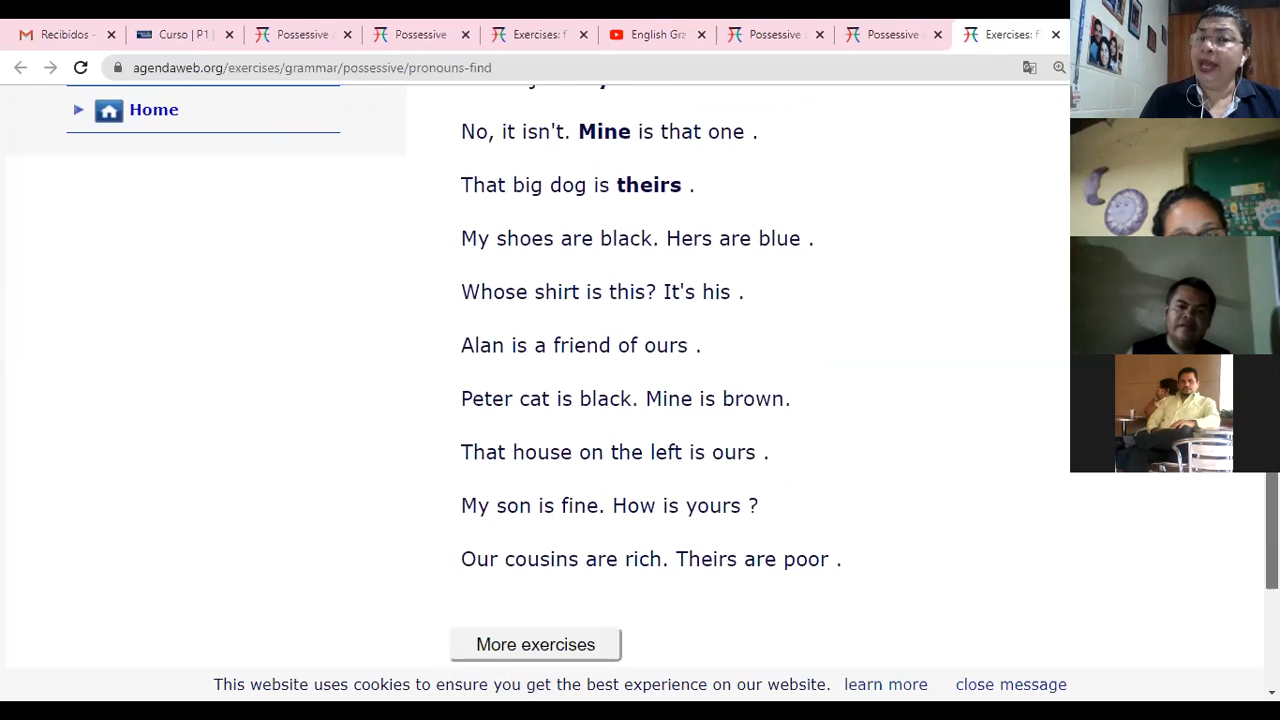 Recibidos -
Curso | P1 |
Possessive
Possessive
Exercises: f
English Gra
Possessive
Possessive
Exercises: f
agendaweb.org/exercises/grammar/possessive/pronouns-find
Home
No, it isn't. Mine is that one .
That big dog is theirs .
My shoes are black. Hers are blue .
Whose shirt is this? It's his .
Alan is a friend of ours .
Peter cat is black. Mine is brown.
That house on the left is ours .
My son is fine. How is yours ?
Our cousins are rich. Theirs are poor .
More exercises
This website uses cookies to ensure you get the best experience on our website. learn more close message